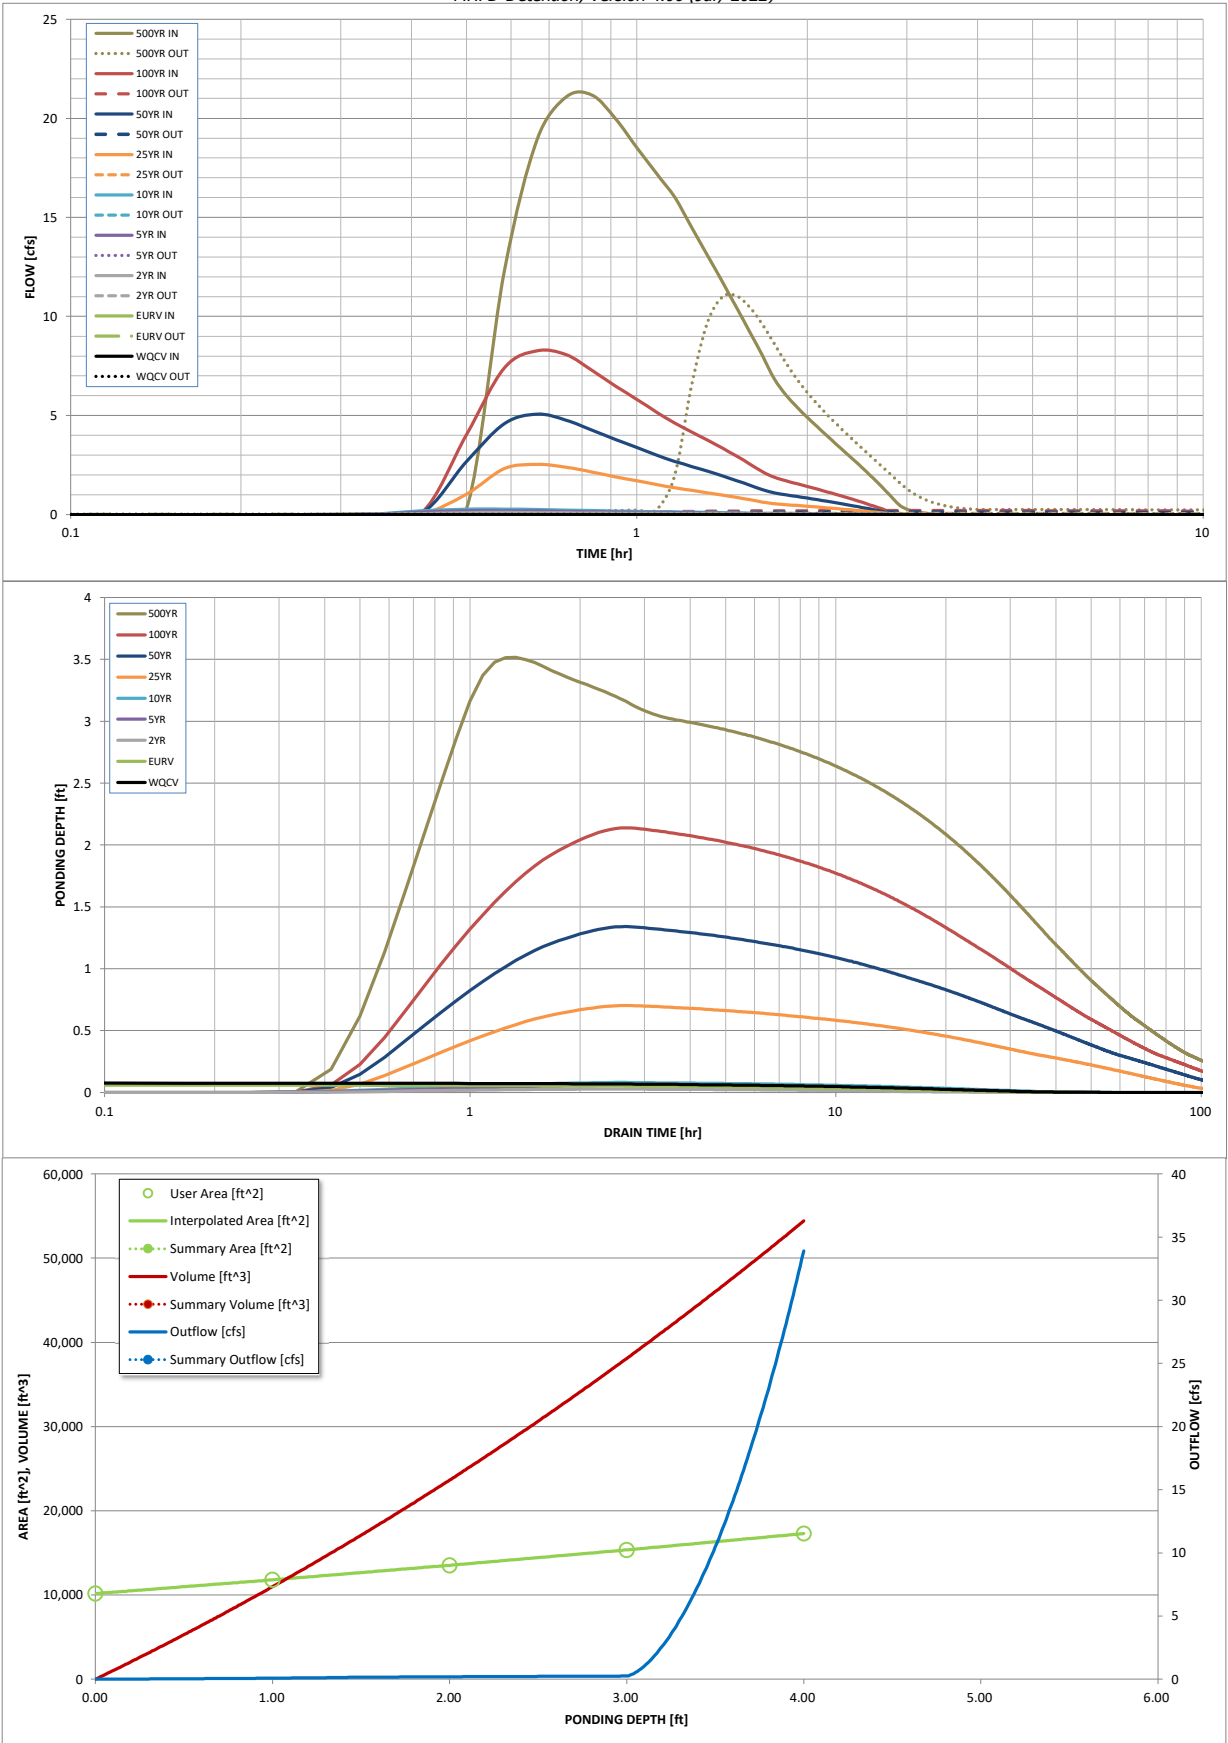 MHFD-Detention, Version 4.06 (July 2022)
25
20
15
10
5
0
FLOW [cfs]
500YR IN
500YR OUT
100YR IN
100YR OUT
50YR IN
50YR OUT
25YR IN
25YR OUT
10YR IN
10YR OUT
5YR IN
5YR OUT
2YR IN
2YR OUT
EURV IN
EURV OUT
WQCV IN
WQCV OUT
0.1
1
10
TIME [hr]
4
3.5
3
2.5
2
1.5
1
0.5
0
PONDING DEPTH [ft]
500YR
100YR
50YR
25YR
10YR
5YR
2YR
EURV
WQCV
0.1
1
10
100
DRAIN TIME [hr]
60,000
50,000
40,000
30,000
20,000
10,000
0
AREA [ft^2], VOLUME [ft^3]
User Area [ft^2]
Interpolated Area [ft^2]
Summary Area [ft^2]
Volume [ft^3]
Summary Volume [ft^3]
Outflow [cfs]
Summary Outflow [cfs]
40
35
30
25
20
15
10
5
0
OUTFLOW [cfs]
0.00
1.00
2.00
3.00
4.00
5.00
6.00
PONDING DEPTH [ft]